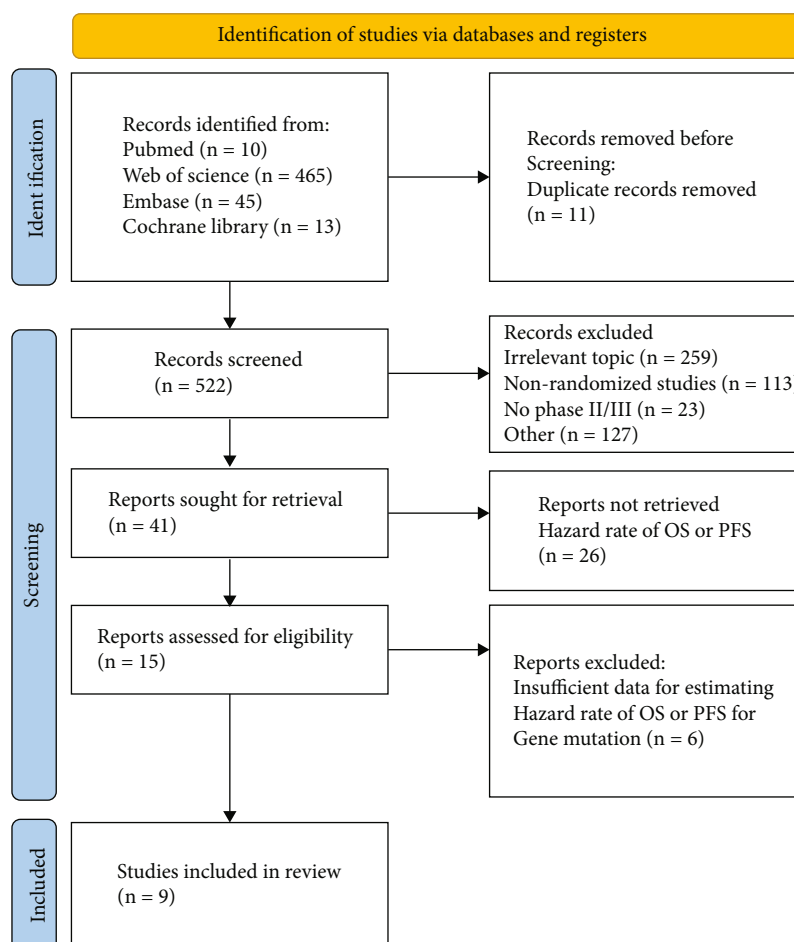 Identification of studies via databases and registers
Ident ification
Records identified from:
Pubmed (n = 10)
Web of science (n = 465)
Embase (n = 45)
Cochrane library (n = 13)
Records removed before
Screening:
Duplicate records removed
(n = 11)
Screening
Records screened
(n = 522)
Records excluded
Irrelevant topic (n = 259)
Non-randomized studies (n = 113)
No phase II/III (n = 23)
Other (n = 127)
Reports sought for retrieval
(n = 41)
Reports not retrieved
Hazard rate of OS or PFS
(n = 26)
Reports assessed for eligibility
(n = 15)
Reports excluded:
Insufficient data for estimating
Hazard rate of OS or PFS for
Gene mutation (n = 6)
Included
Studies included in review
(n = 9)